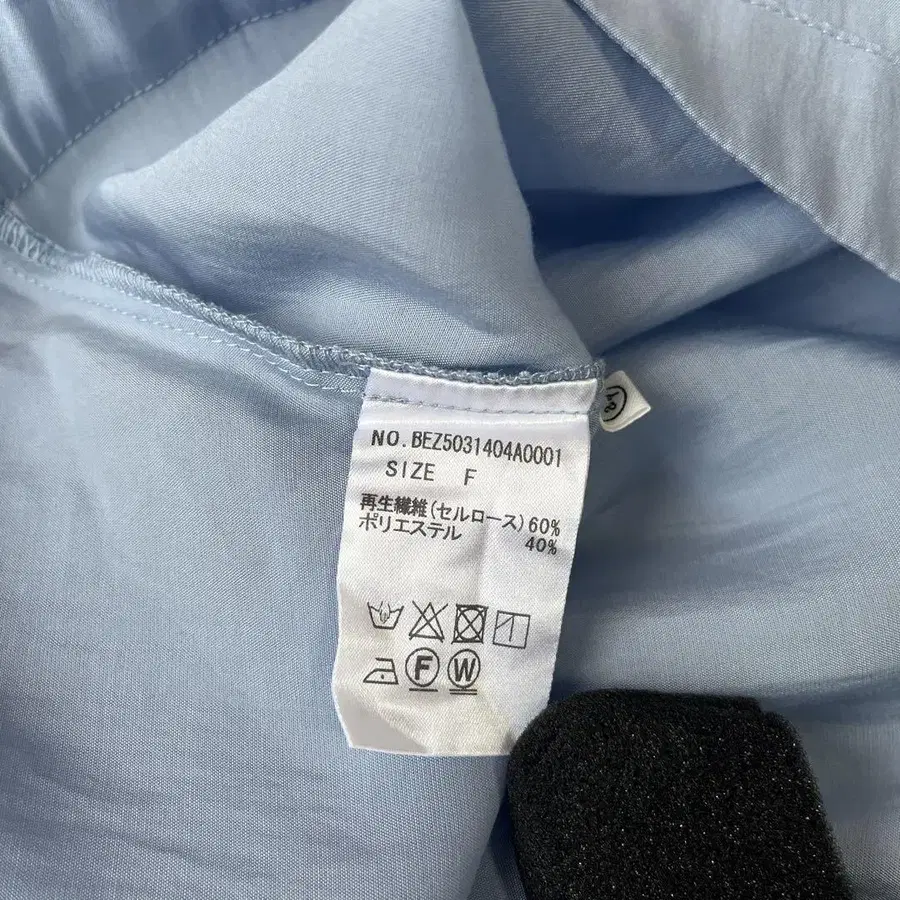 NO. BEZ5031404A0001
SIZE F
再生繊維(セルロース)60%
ポリエステル 40%
F W